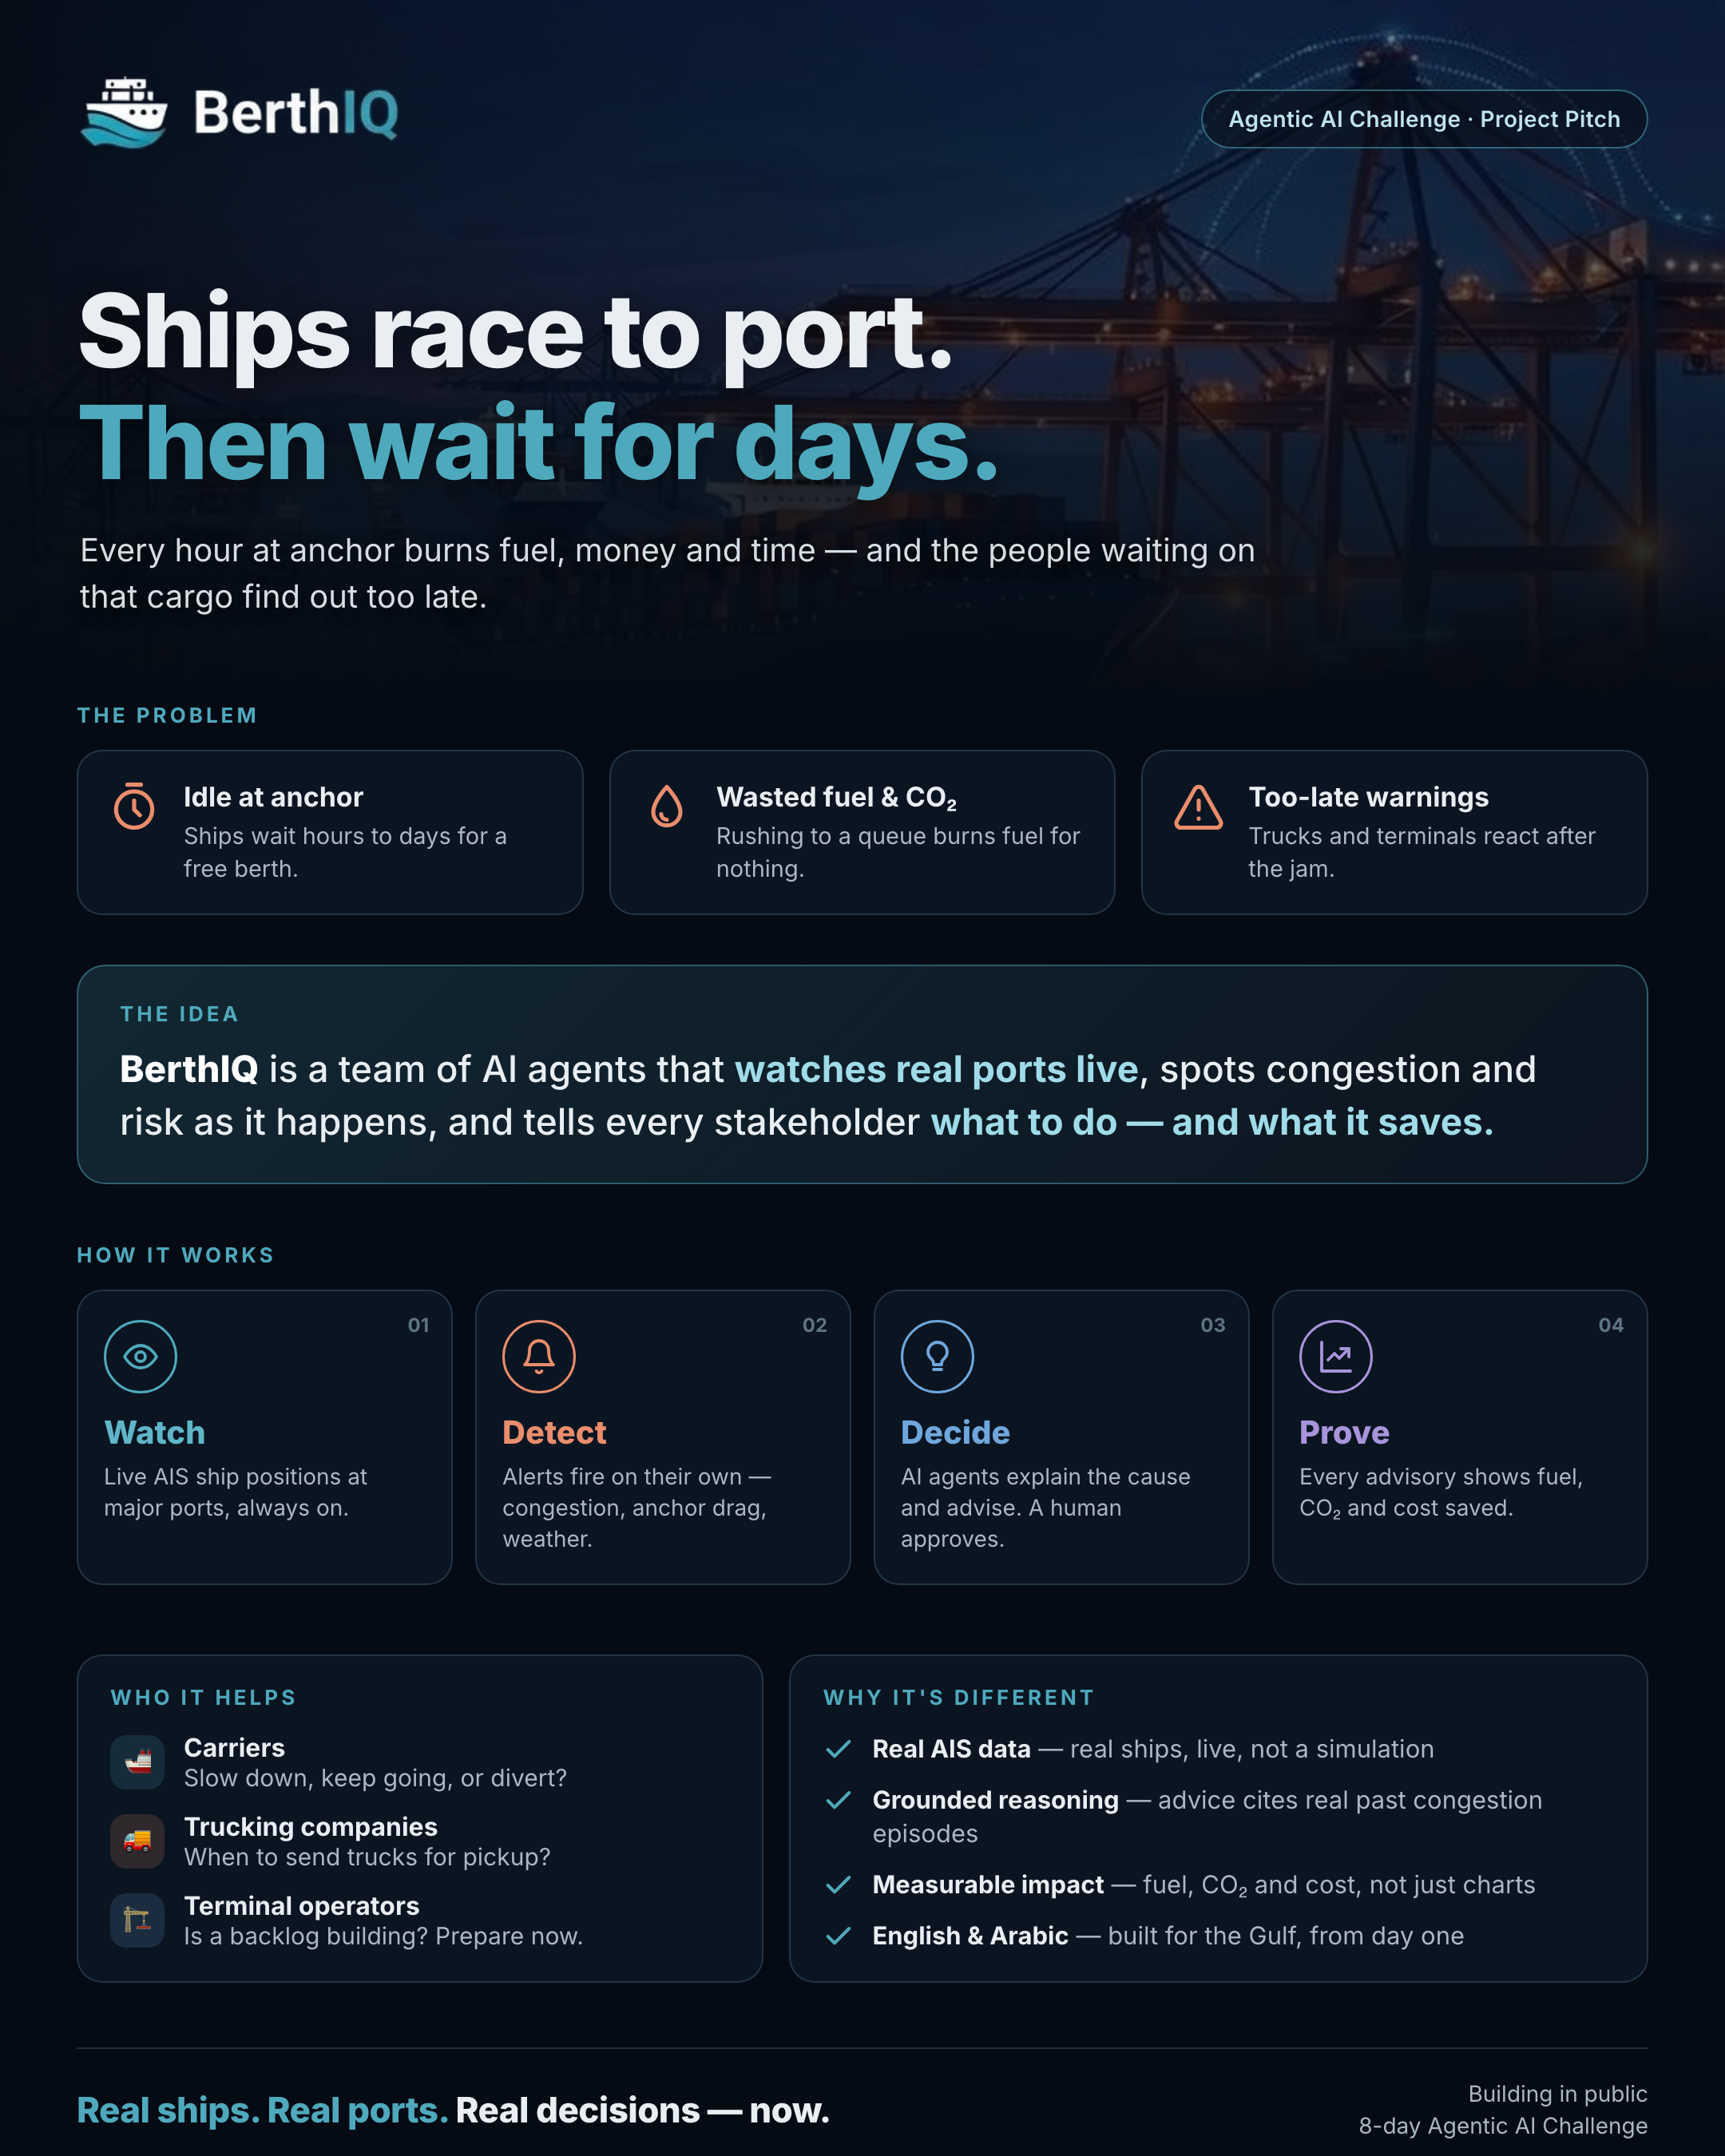 BerthIQ
Agentic AI Challenge · Project Pitch
Ships race to port.
Then wait for days.
Every hour at anchor burns fuel, money and time — and the people waiting on
that cargo find out too late.
THE PROBLEM
Idle at anchor
Ships wait hours to days for a
free berth.
Wasted fuel & CO₂
Rushing to a queue burns fuel for
nothing.
Too-late warnings
Trucks and terminals react after
the jam.
THE IDEA
BerthIQ is a team of AI agents that watches real ports live, spots congestion and
risk as it happens, and tells every stakeholder what to do — and what it saves.
HOW IT WORKS
01
Watch
Live AIS ship positions at
major ports, always on.
02
Detect
Alerts fire on their own —
congestion, anchor drag,
weather.
03
Decide
AI agents explain the cause
and advise. A human
approves.
04
Prove
Every advisory shows fuel,
CO₂ and cost saved.
WHO IT HELPS
Carriers
Slow down, keep going, or divert?
Trucking companies
When to send trucks for pickup?
Terminal operators
Is a backlog building? Prepare now.
WHY IT'S DIFFERENT
Real AIS data — real ships, live, not a simulation
Grounded reasoning — advice cites real past congestion
episodes
Measurable impact — fuel, CO₂ and cost, not just charts
English & Arabic — built for the Gulf, from day one
Real ships. Real ports. Real decisions — now.
Building in public
8-day Agentic AI Challenge